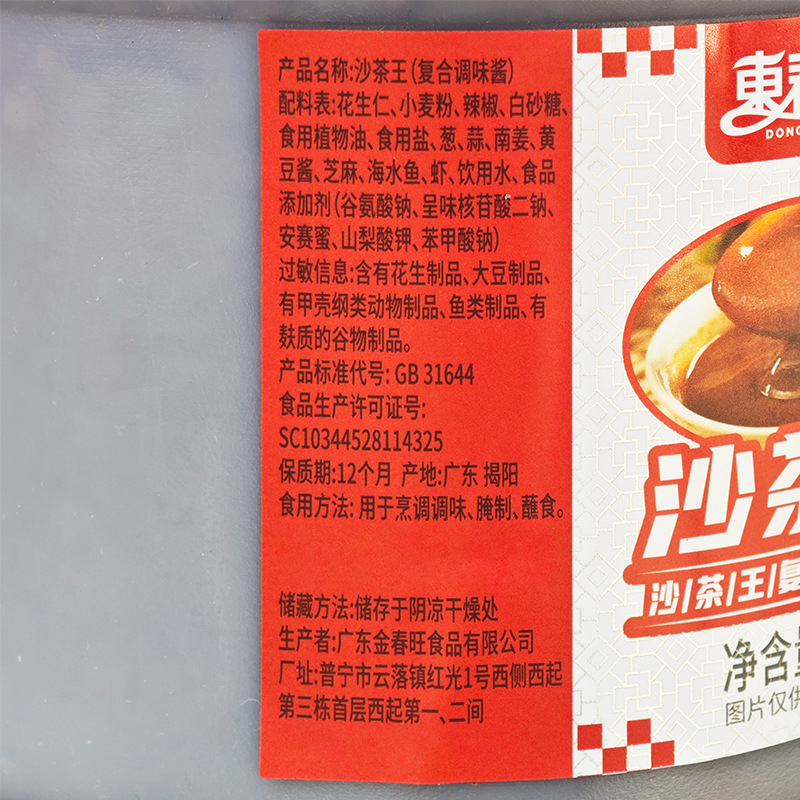 产品名称:沙茶王(复合调味酱)
配料表:花生仁、小麦粉、辣椒、白砂糖、
食用植物油、食用盐、葱、蒜、南姜、黄
豆酱、芝麻、海水鱼、虾、饮用水、食品
添加剂(谷氨酸钠、呈味核苷酸二钠、
安赛蜜、山梨酸钾、苯甲酸钠)
过敏信息:含有花生制品、大豆制品、
有甲壳纲类动物制品、鱼类制品、有
麸质的谷物制品。
产品标准代号: GB 31644
食品生产许可证号:
SC10344528114325
保质期:12个月 产地:广东 揭阳
食用方法: 用于烹调调味、腌制、蘸食。
储藏方法:储存于阴凉干燥处
生产者:广东金春旺食品有限公司
厂址:普宁市云落镇红光1号西侧西起
第三栋首层西起第一、二间
東
DONG
沙茶
沙/茶/王/
净含量
图片仅供